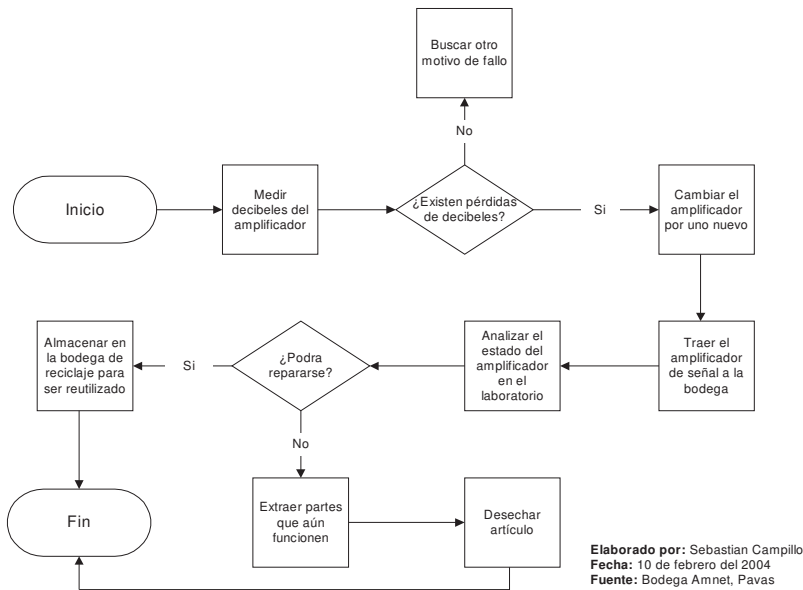 Buscar otro
motivo de fallo
No
Inicio
Medir
decibeles del
amplificador
¿Existen pérdidas
de decibeles?
Si
Cambiar el
amplificador
por uno nuevo
Almacenar en
la bodega de
reciclaje para
ser reutilizado
Si
¿Podra
repararse?
Analizar el
estado del
amplificador
en el
laboratorio
Traer el
amplificador
de señal a la
bodega
No
Fin
Extraer partes
que aún
funcionen
Desechar
artículo
Elaborado por: Sebastian Campillo
Fecha: 10 de febrero del 2004
Fuente: Bodega Amnet, Pavas